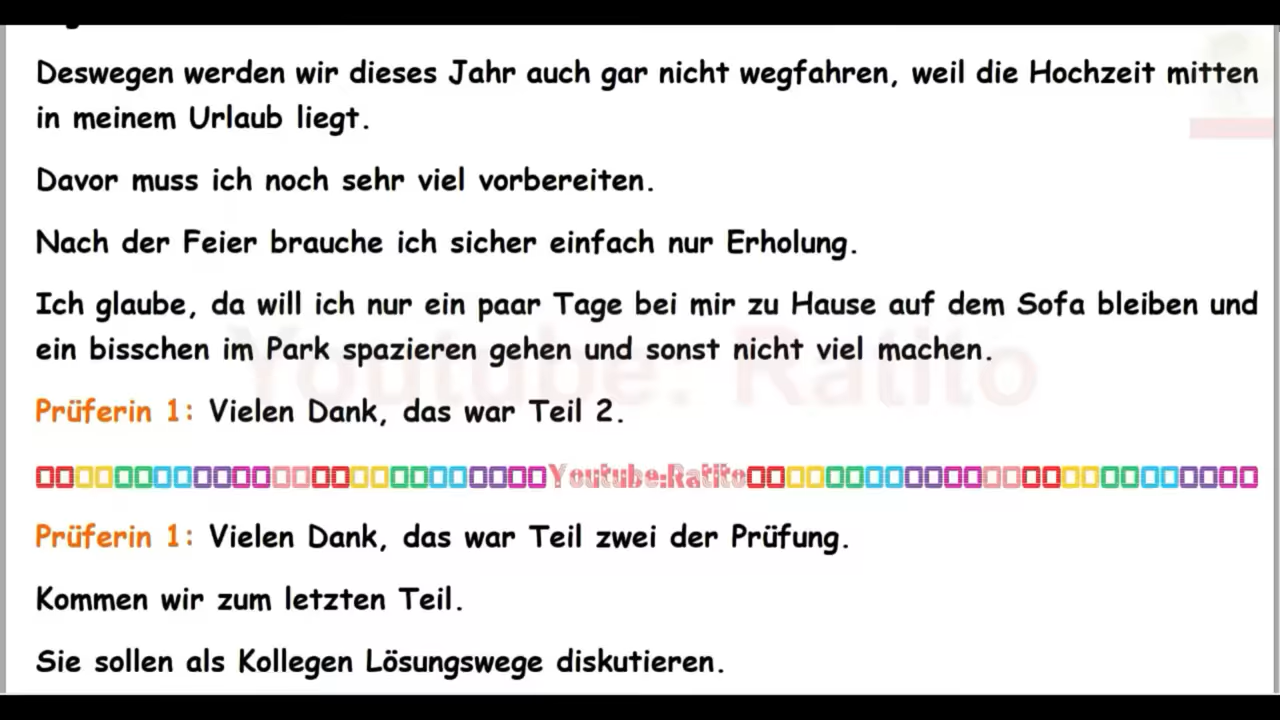 Deswegen werden wir dieses Jahr auch gar nicht wegfahren, weil die Hochzeit mitten
in meinem Urlaub liegt.
Davor muss ich noch sehr viel vorbereiten.
Nach der Feier brauche ich sicher einfach nur Erholung.
Ich glaube, da will ich nur ein paar Tage bei mir zu Hause auf dem Sofa bleiben und
ein bisschen im Park spazieren gehen und sonst nicht viel machen.
Youtube: Ratito
Prüferin 1: Vielen Dank, das war Teil 2.
Youtube:Ratito
Prüferin 1: Vielen Dank, das war Teil zwei der Prüfung.
Kommen wir zum letzten Teil.
Sie sollen als Kollegen Lösungswege diskutieren.